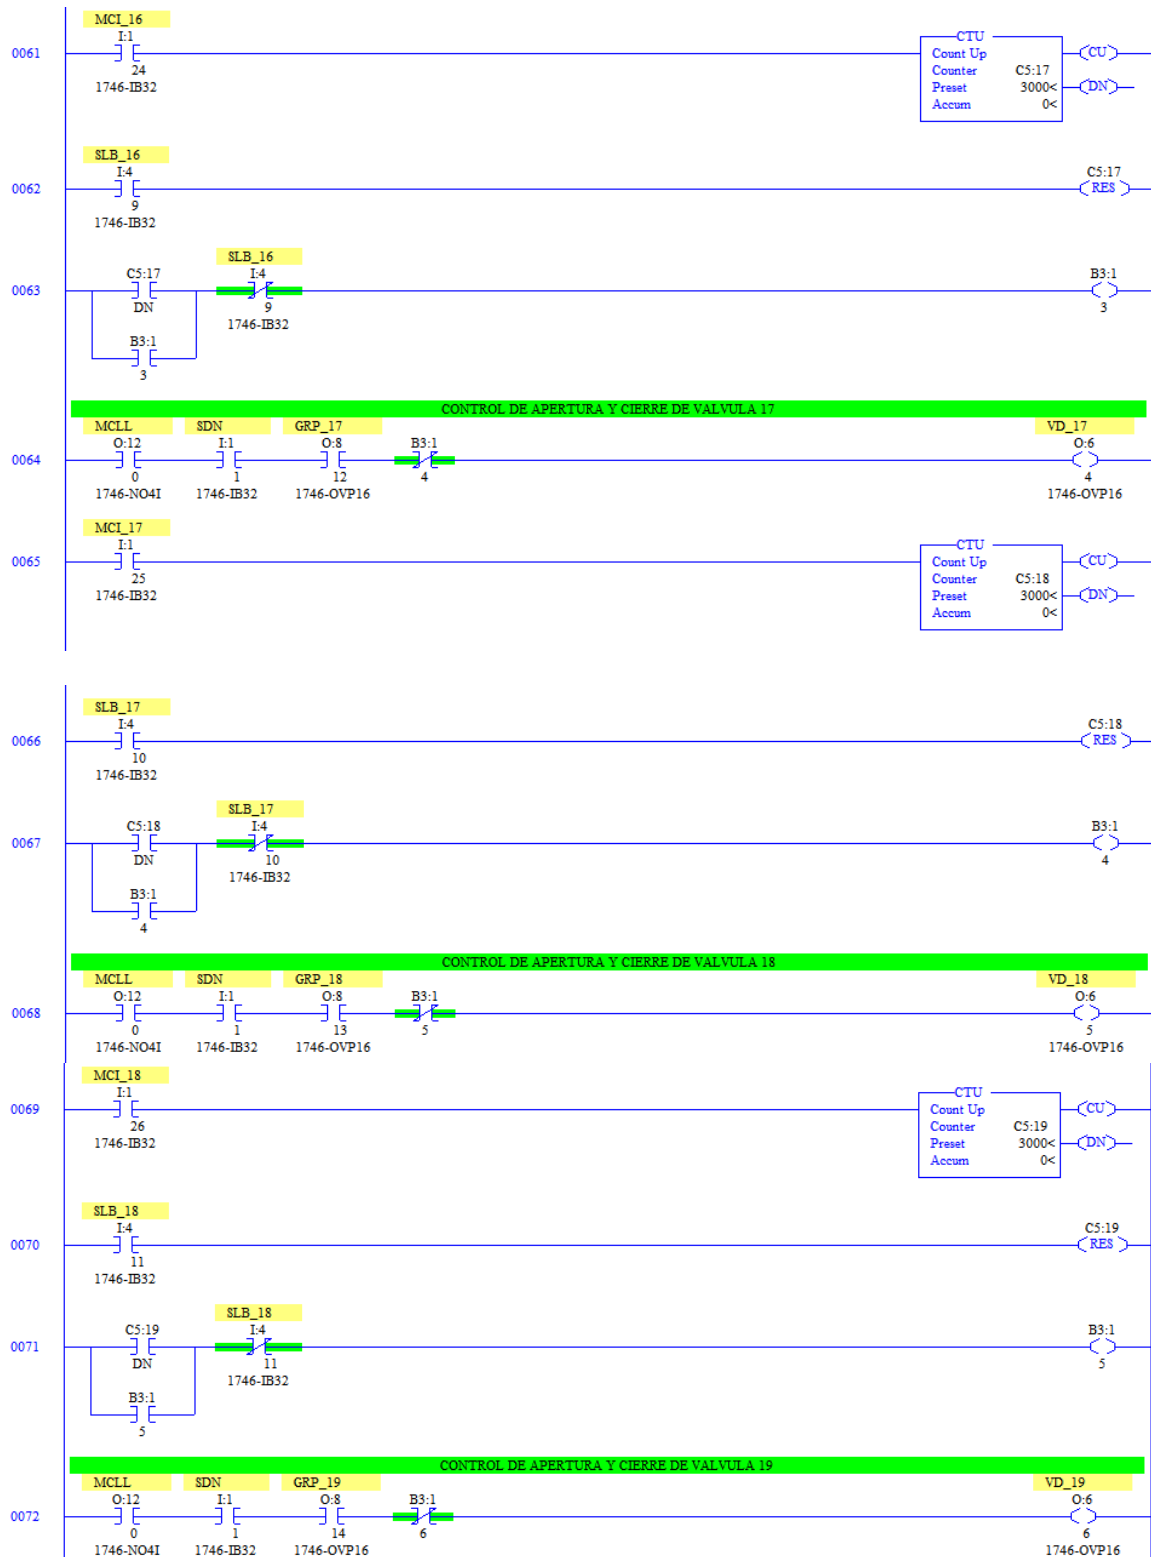 MCI_16
I:1
0061
24
1746-IB32
CTU
Count Up
Counter C5:17
Preset 3000<
Accum 0<
CU
DN
SLB_16
I:4
0062
9
1746-IB32
C5:17
RES
SLB_16
C5:17 I:4 B3:1
0063
DN 9 3
1746-IB32
B3:1
3
CONTROL DE APERTURA Y CIERRE DE VALVULA 17
MCLL SDN GRP_17 VD_17
O:12 I:1 O:8 B3:1 O:6
0064
0 1 12 4 4
1746-NO4I 1746-IB32 1746-OVP16 1746-OVP16
MCI_17
I:1
0065
25
1746-IB32
CTU
Count Up
Counter C5:18
Preset 3000<
Accum 0<
CU
DN
SLB_17
I:4
0066
10
1746-IB32
C5:18
RES
SLB_17
C5:18 I:4 B3:1
0067
DN 10 4
1746-IB32
B3:1
4
CONTROL DE APERTURA Y CIERRE DE VALVULA 18
MCLL SDN GRP_18 VD_18
O:12 I:1 O:8 B3:1 O:6
0068
0 1 13 5 5
1746-NO4I 1746-IB32 1746-OVP16 1746-OVP16
MCI_18
I:1
0069
26
1746-IB32
CTU
Count Up
Counter C5:19
Preset 3000<
Accum 0<
CU
DN
SLB_18
I:4
0070
11
1746-IB32
C5:19
RES
SLB_18
C5:19 I:4 B3:1
0071
DN 11 5
1746-IB32
B3:1
5
CONTROL DE APERTURA Y CIERRE DE VALVULA 19
MCLL SDN GRP_19 VD_19
O:12 I:1 O:8 B3:1 O:6
0072
0 1 14 6 6
1746-NO4I 1746-IB32 1746-OVP16 1746-OVP16